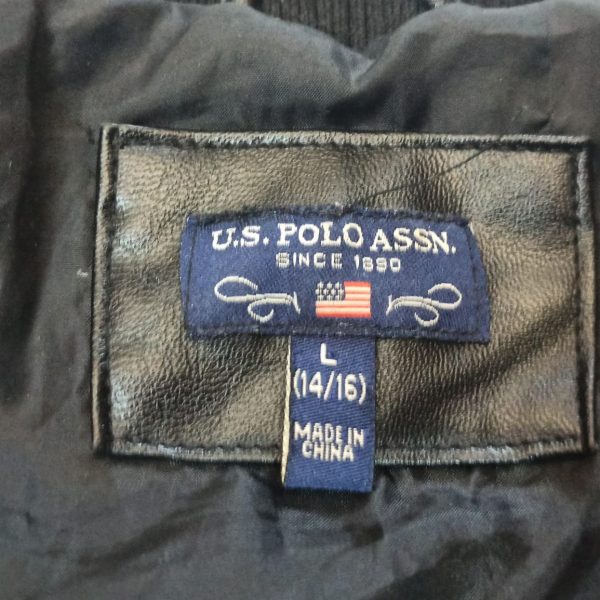 U.S. POLO ASSN.
SINCE 1890
L
(14/16)
MADE IN
CHINA